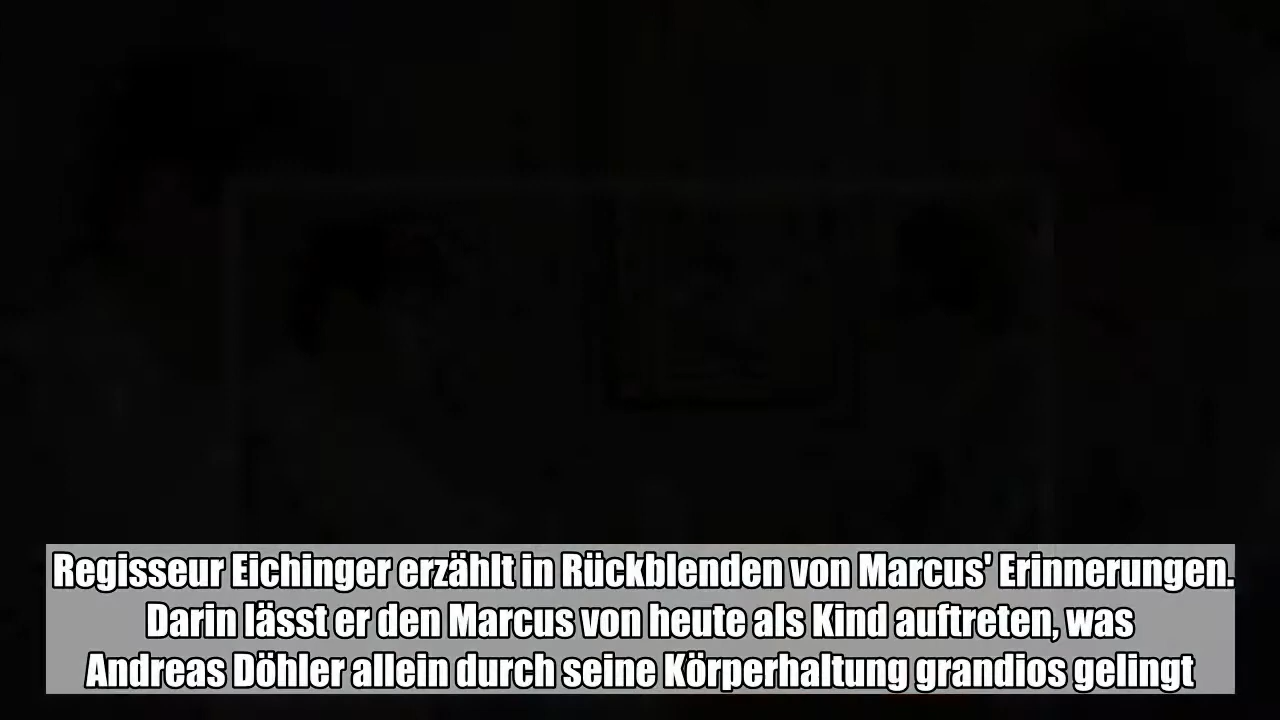 Regisseur Eichinger erzählt in Rückblenden von Marcus' Erinnerungen.
Darin lässt er den Marcus von heute als Kind auftreten, was
Andreas Döhler allein durch seine Körperhaltung grandios gelingt